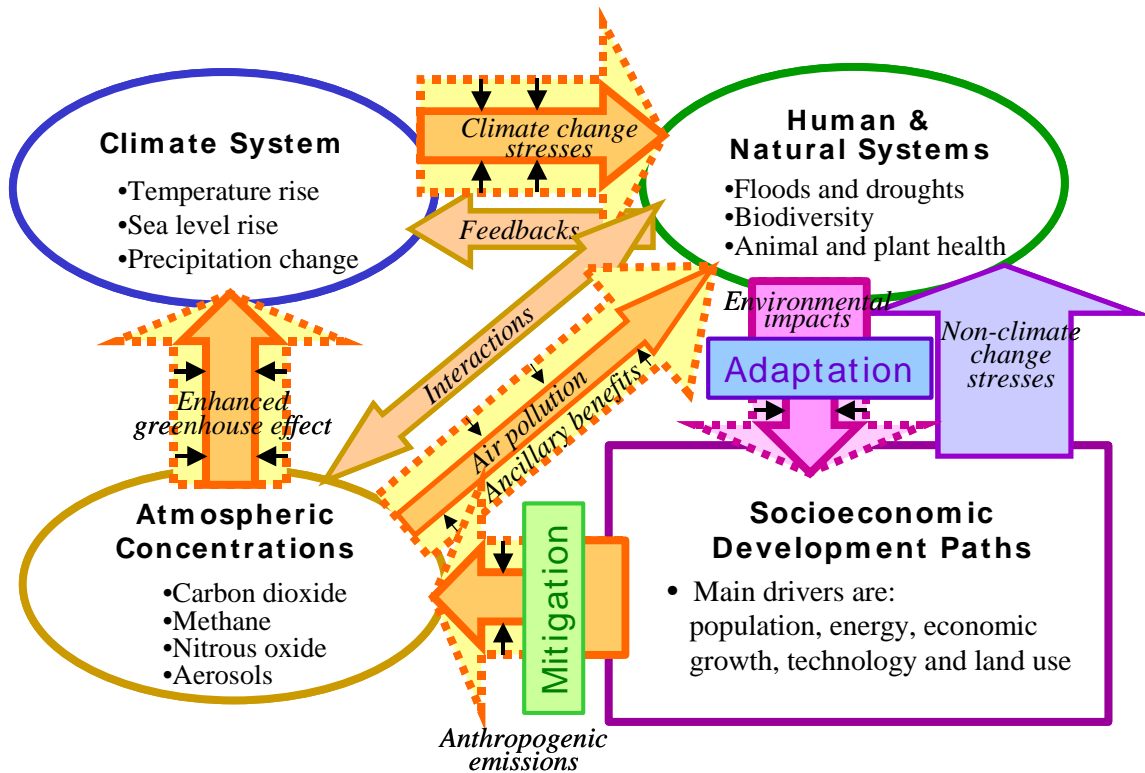 Climate System
•Temperature rise
•Sea level rise
•Precipitation change
Climate change
stresses
Human &
Natural Systems
•Floods and droughts
•Biodiversity
•Animal and plant health
Feedbacks
Interactions
Air pollution
Ancillary benefits
Environmental
impacts
Adaptation
Non-climate
change
stresses
Enhanced
greenhouse effect
Atmospheric
Concentrations
•Carbon dioxide
•Methane
•Nitrous oxide
•Aerosols
Mitigation
Anthropogenic
emissions
Socioeconomic
Development Paths
• Main drivers are:
population, energy, economic
growth, technology and land use